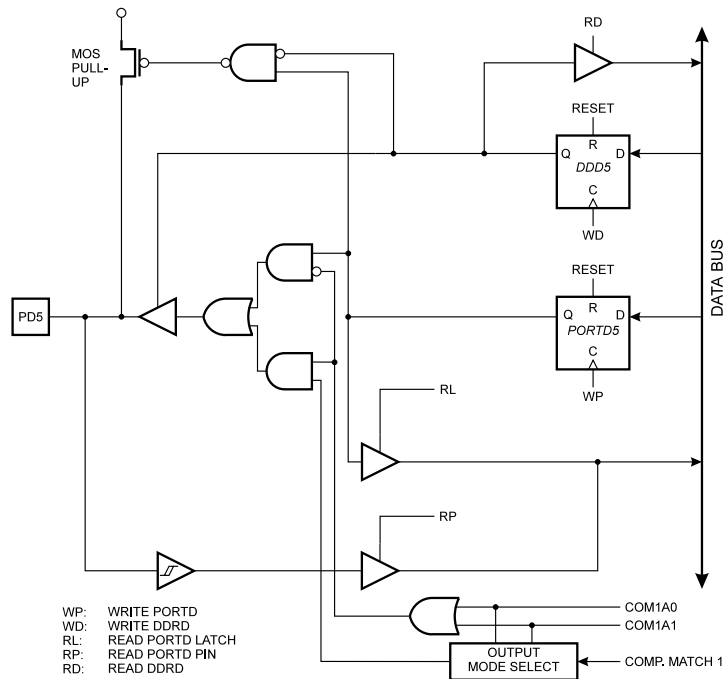 RD
MOS
PULL-
UP
RESET
R
Q
D
DDD5
C
WD
DATA BUS
RESET
R
Q
D
PORTD5
C
WP
PD5
RL
RP
WP: WRITE PORTD
WD: WRITE DDRD
RL: READ PORTD LATCH
RP: READ PORTD PIN
RD: READ DDRD
COM1A0
COM1A1
OUTPUT
MODE SELECT
COMP. MATCH 1